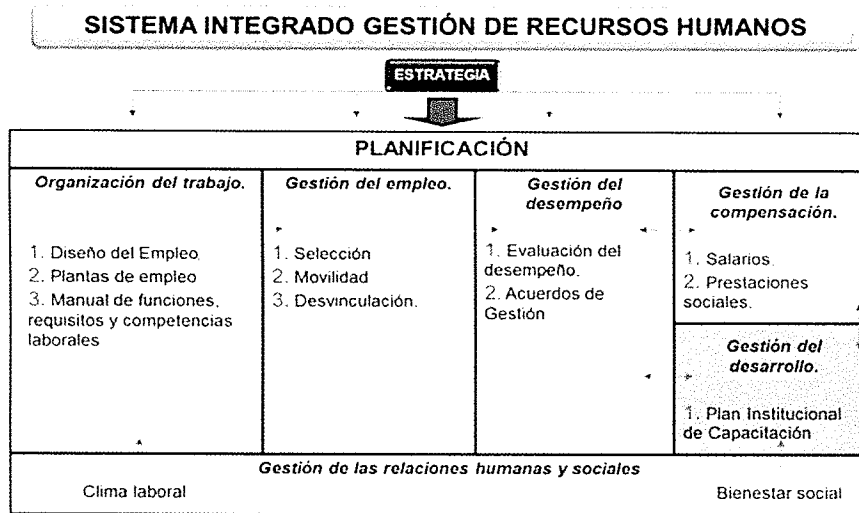 SISTEMA INTEGRADO GESTIÓN DE RECURSOS HUMANOS
ESTRATEGIA
PLANIFICACIÓN
Organización del trabajo.
1. Diseño del Empleo.
2. Plantas de empleo
3. Manual de funciones,
requisitos y competencias
laborales
Gestión del empleo.
1. Selección
2. Movilidad
3. Desvinculación.
Gestión del
desempeño
1. Evaluación del
desempeño.
2. Acuerdos de
Gestión
Gestión de la
compensación.
1. Salarios.
2. Prestaciones
sociales.
Gestión del
desarrollo.
1. Plan Institucional
de Capacitación
Gestión de las relaciones humanas y sociales
Clima laboral
Bienestar social